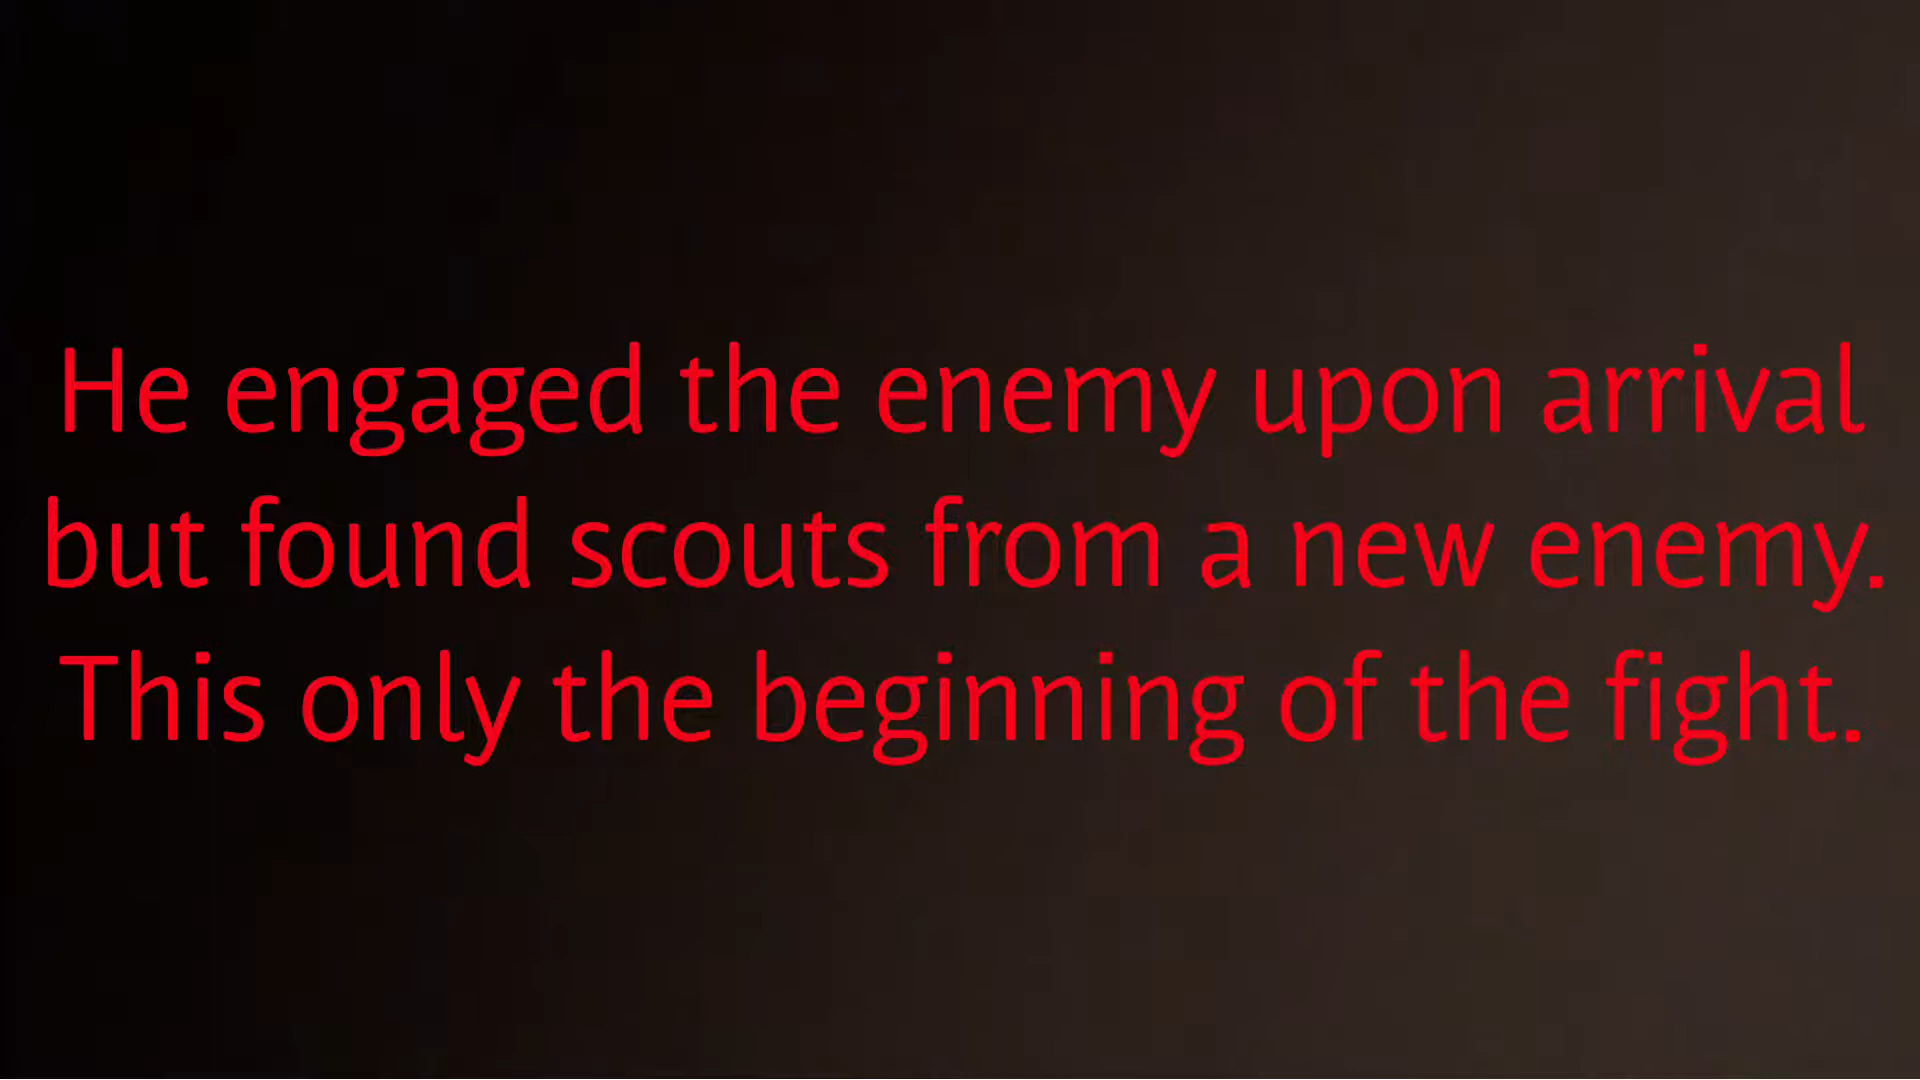 He engaged the enemy upon arrival
but found scouts from a new enemy.
This only the beginning of the fight.